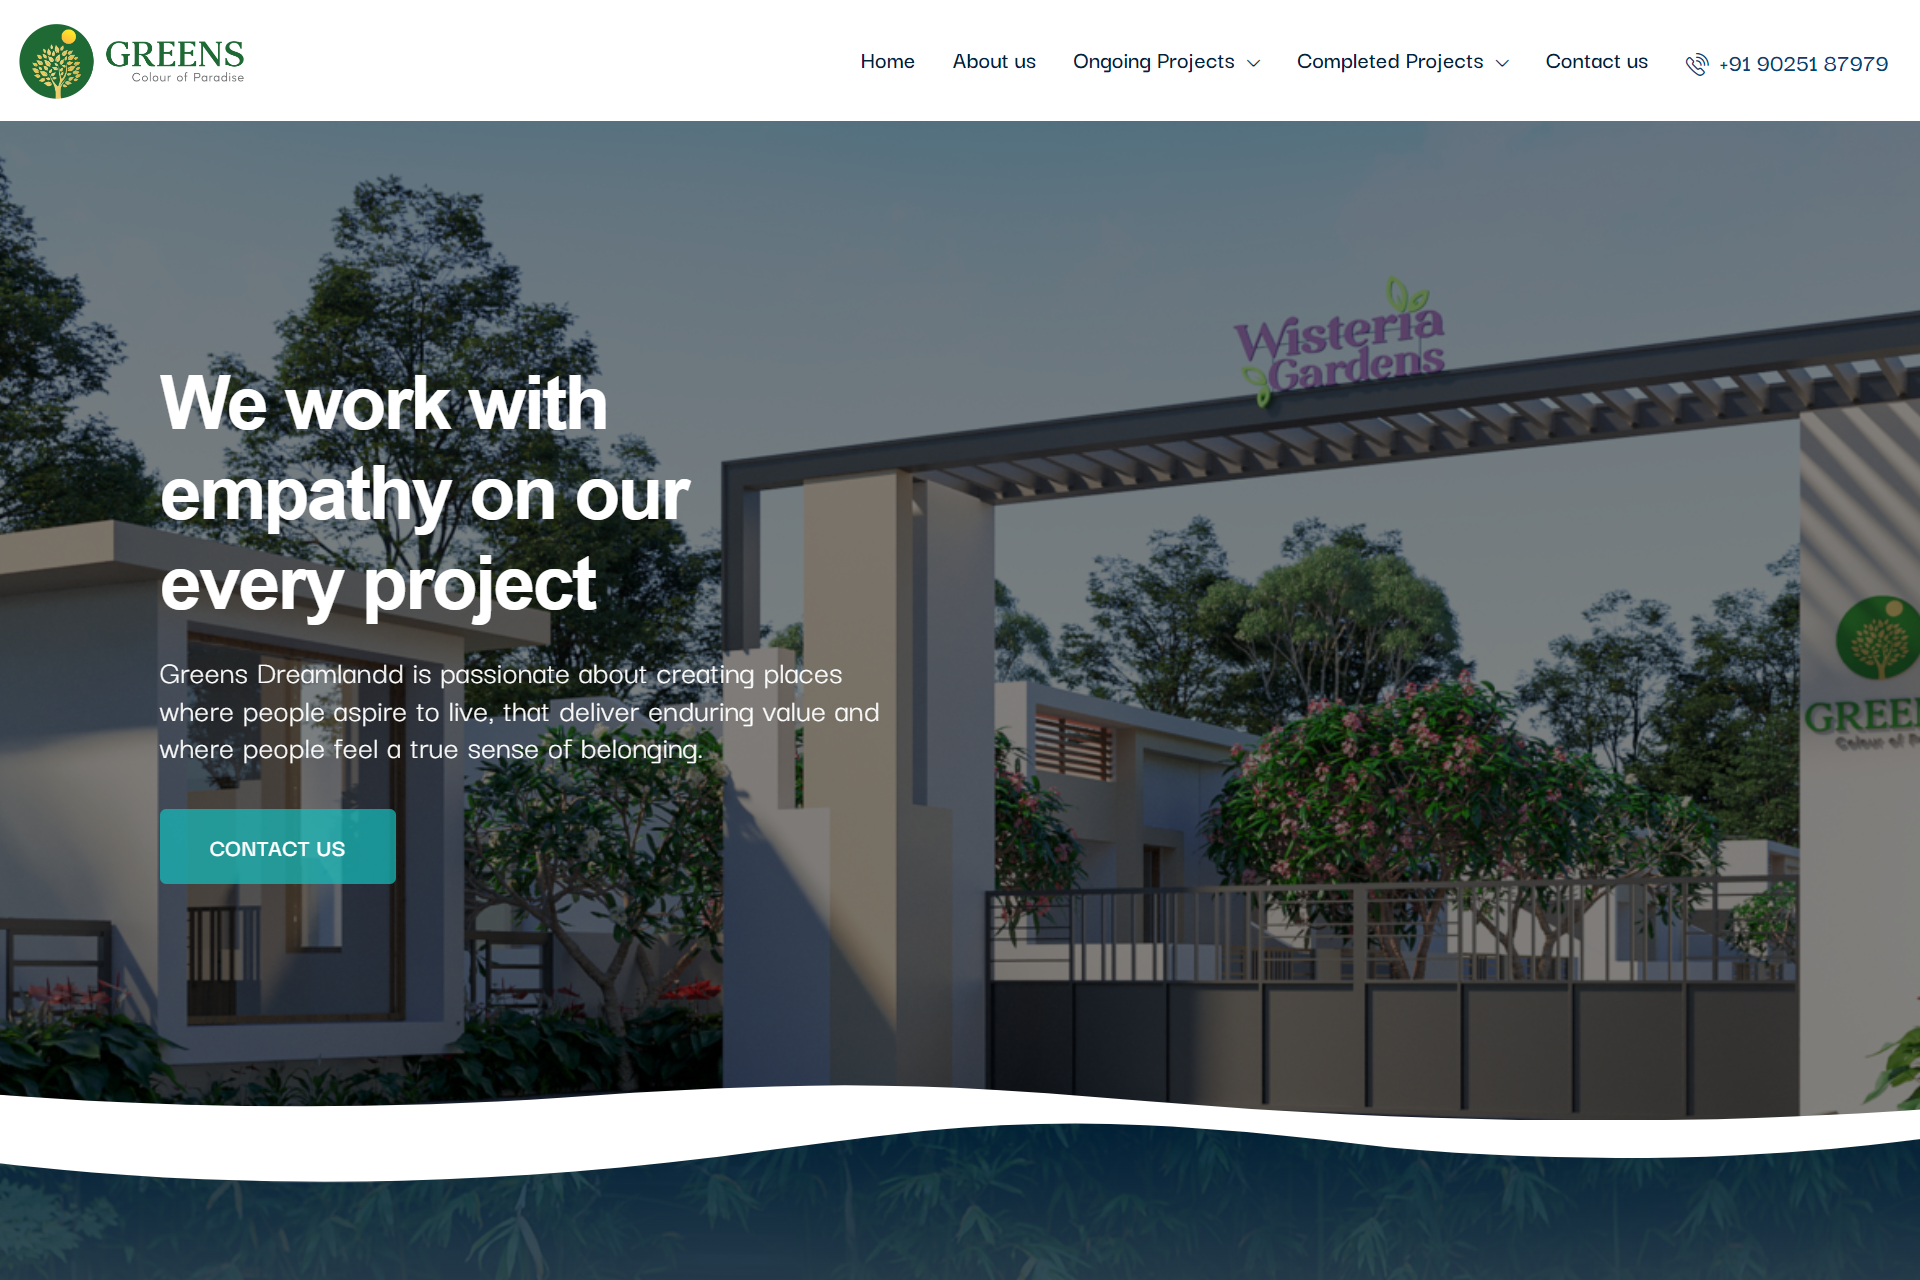 GREENS
Colour of Paradise
Home
About us
Ongoing Projects
Completed Projects
Contact us
+91 90251 87979
Wisteria
Gardens
We work with
empathy on our
every project
Greens Dreamlandd is passionate about creating places
where people aspire to live, that deliver enduring value and
where people feel a true sense of belonging.
CONTACT US
Colour of